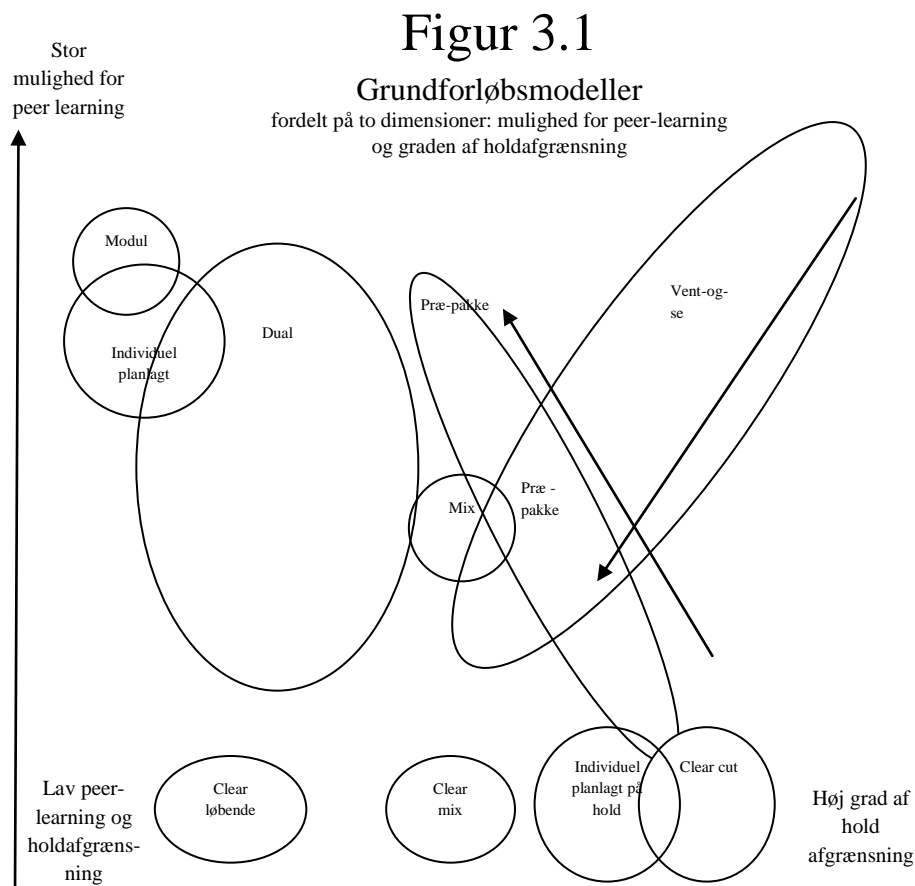 Figur 3.1
Grundforløbsmodeller
fordelt på to dimensioner: mulighed for peer-learning
og graden af holdafgrænsning
Stor
mulighed for
peer learning
Modul
Individuel
planlagt
Dual
Præ-pakke
Vent-og-
se
Mix
Præ -
pakke
Lav peer-
learning og
holdafgræns-
ning
Clear
løbende
Clear
mix
Individuel
planlagt på
hold
Clear cut
Høj grad af
hold
afgrænsning